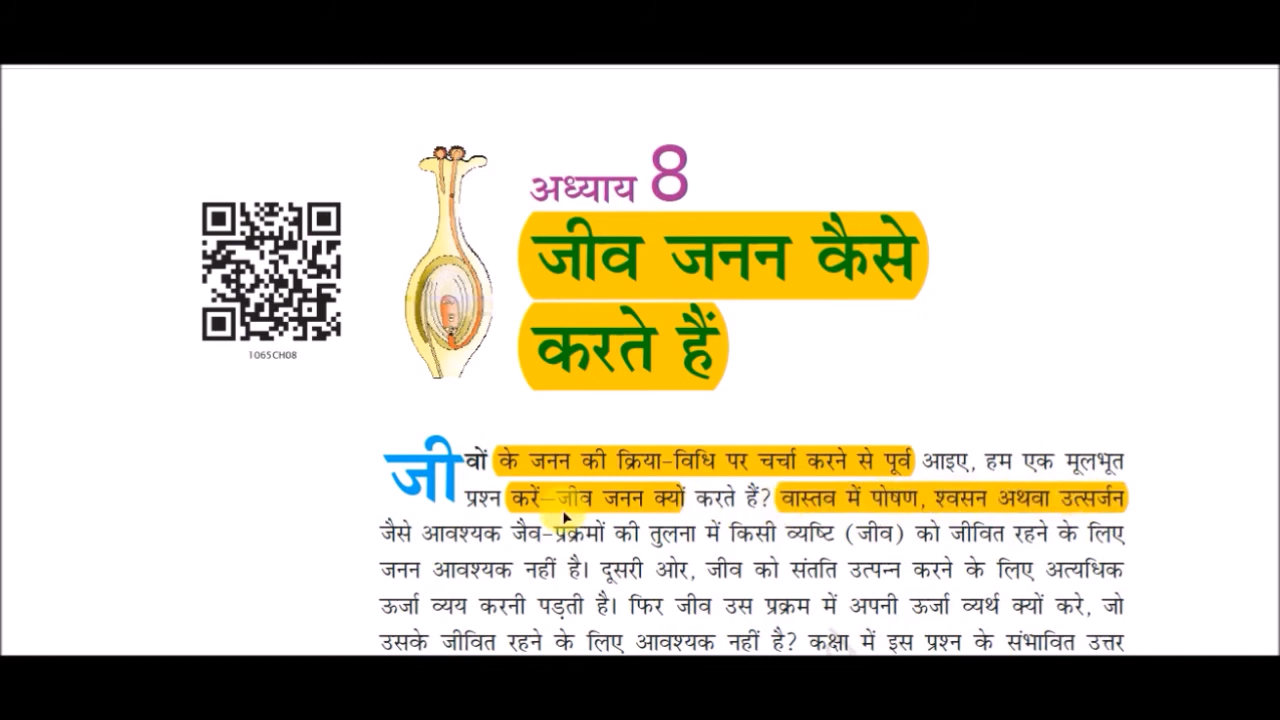 अध्याय 8
जीव जनन कैसे
करते हैं
1065CH08
जीवों के जनन की क्रिया-विधि पर चर्चा करने से पूर्व आइए, हम एक मूलभूत
प्रश्न करें–जीव जनन क्यों करते हैं? वास्तव में पोषण, श्वसन अथवा उत्सर्जन
जैसे आवश्यक जैव-प्रक्रमों की तुलना में किसी व्यष्टि (जीव) को जीवित रहने के लिए
जनन आवश्यक नहीं है। दूसरी ओर, जीव को संतति उत्पन्न करने के लिए अत्यधिक
ऊर्जा व्यय करनी पड़ती है। फिर जीव उस प्रक्रम में अपनी ऊर्जा व्यर्थ क्यों करे, जो
उसके जीवित रहने के लिए आवश्यक नहीं है? कक्षा में इस प्रश्न के संभावित उत्तर